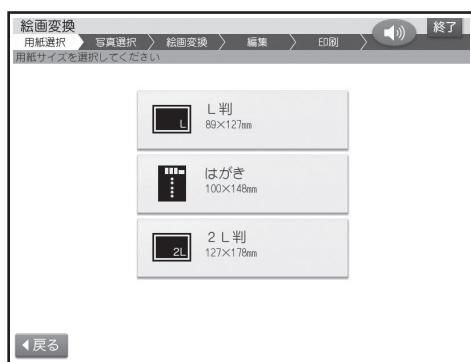 絵画変換
終了
用紙選択 写真選択 絵画変換 編集 印刷
用紙サイズを選択してください
L判
L
89×127mm
はがき
100×148mm
2L判
2L
127×178mm
戻る